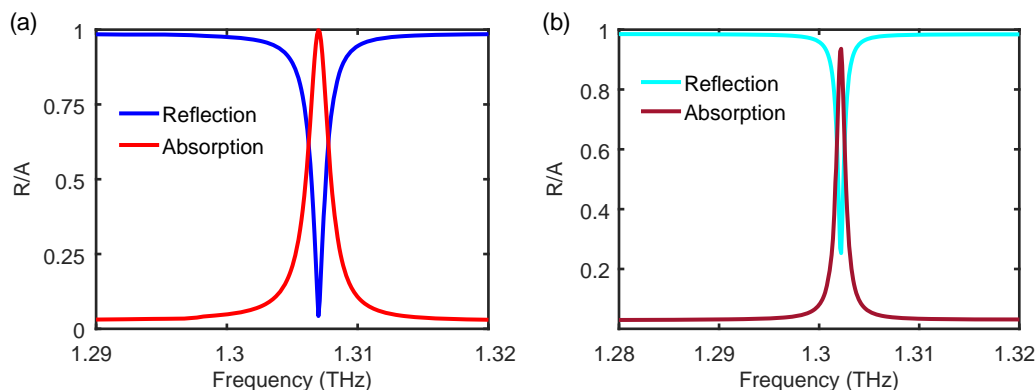 (a)
1
0.75
0.5
0.25
0
R/A
Reflection
Absorption
1.29
1.3
1.31
1.32
Frequency (THz)
(b)
1
0.8
0.6
0.4
0.2
R/A
Reflection
Absorption
1.28
1.29
1.3
1.31
1.32
Frequency (THz)